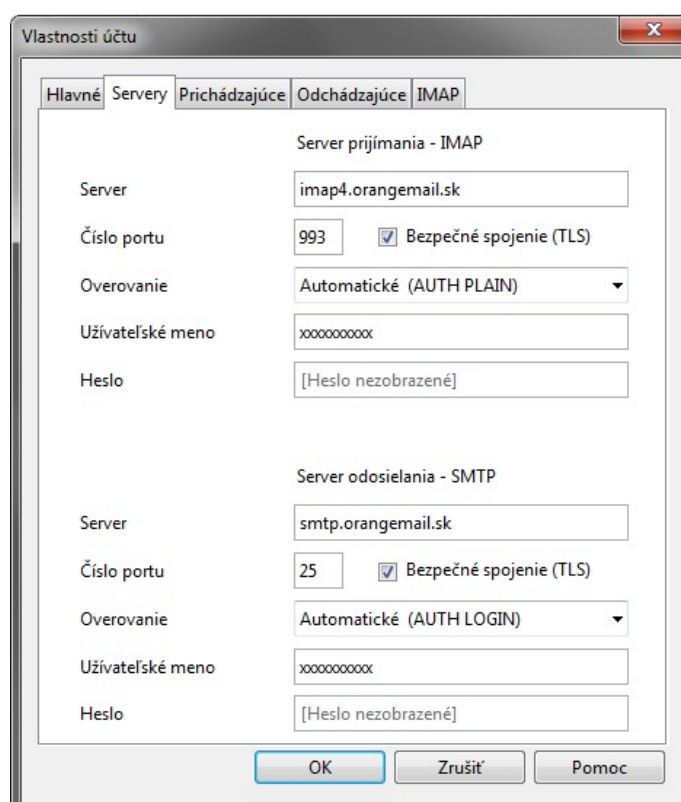 Vlastnosti účtu
Hlavné Servery Prichádzajúce Odchádzajúce IMAP
Server prijímania - IMAP
Server imap4.orangemail.sk
Číslo portu 993 Bezpečné spojenie (TLS)
Overovanie Automatické (AUTH PLAIN)
Užívateľské meno xxxxxxxxxx
Heslo [Heslo nezobrazené]
Server odosielania - SMTP
Server smtp.orangemail.sk
Číslo portu 25 Bezpečné spojenie (TLS)
Overovanie Automatické (AUTH LOGIN)
Užívateľské meno xxxxxxxxxx
Heslo [Heslo nezobrazené]
OK Zrušiť Pomoc